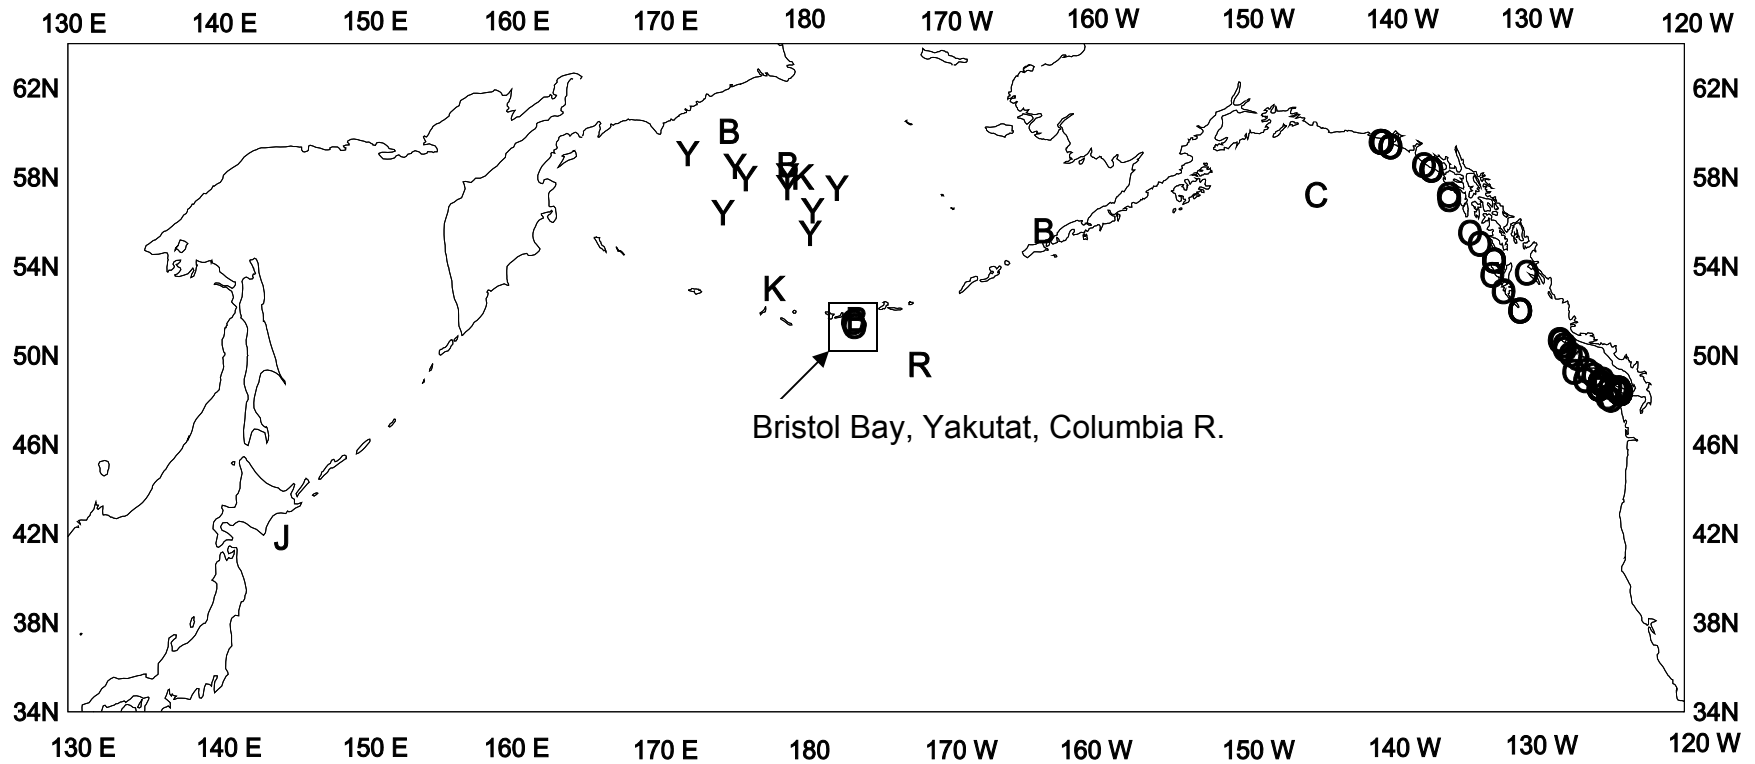 130 E 140 E 150 E 160 E 170 E 180 170 W 160 W 150 W 140 W 130 W 120 W
62N 62N
B
Y
Y B
58N Y Y K Y 58N
Y Y C
Y B
54N 54N
K
50N R 50N
Bristol Bay, Yakutat, Columbia R.
46N 46N
42N J 42N
38N 38N
34N 34N
130 E 140 E 150 E 160 E 170 E 180 170 W 160 W 150 W 140 W 130 W 120 W